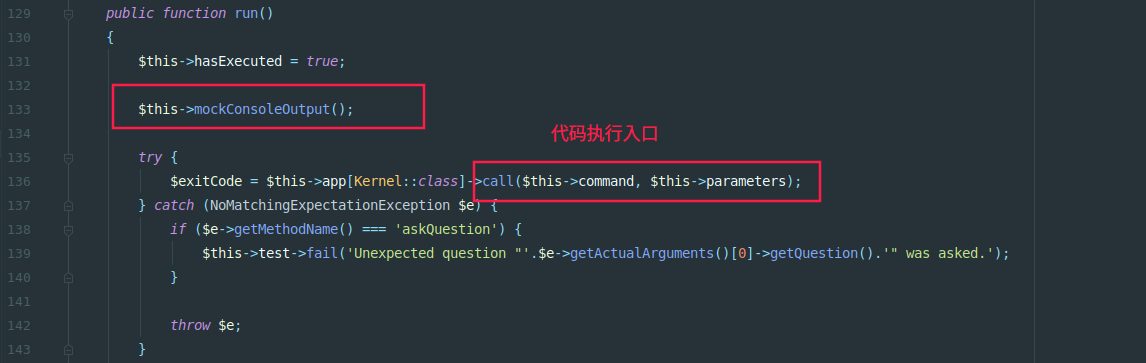 129 public function run()
130 {
131 $this->hasExecuted = true;
132
133 $this->mockConsoleOutput();
134
代码执行入口
135 try {
136 $exitCode = $this->app[Kernel::class]->call($this->command, $this->parameters);
137 } catch (NoMatchingExpectationException $e) {
138 if ($e->getMethodName() === 'askQuestion') {
139 $this->test->fail('Unexpected question "'.$e->getActualArguments()[0]->getQuestion().'" was asked.');
140 }
141
142 throw $e;
143 }